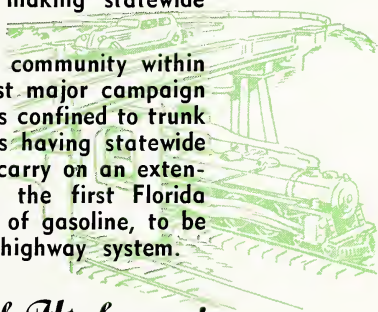 making statewide
community within
st major campaign
s confined to trunk
s having statewide
carry on an exten-
the first Florida
of gasoline, to be
highway system.